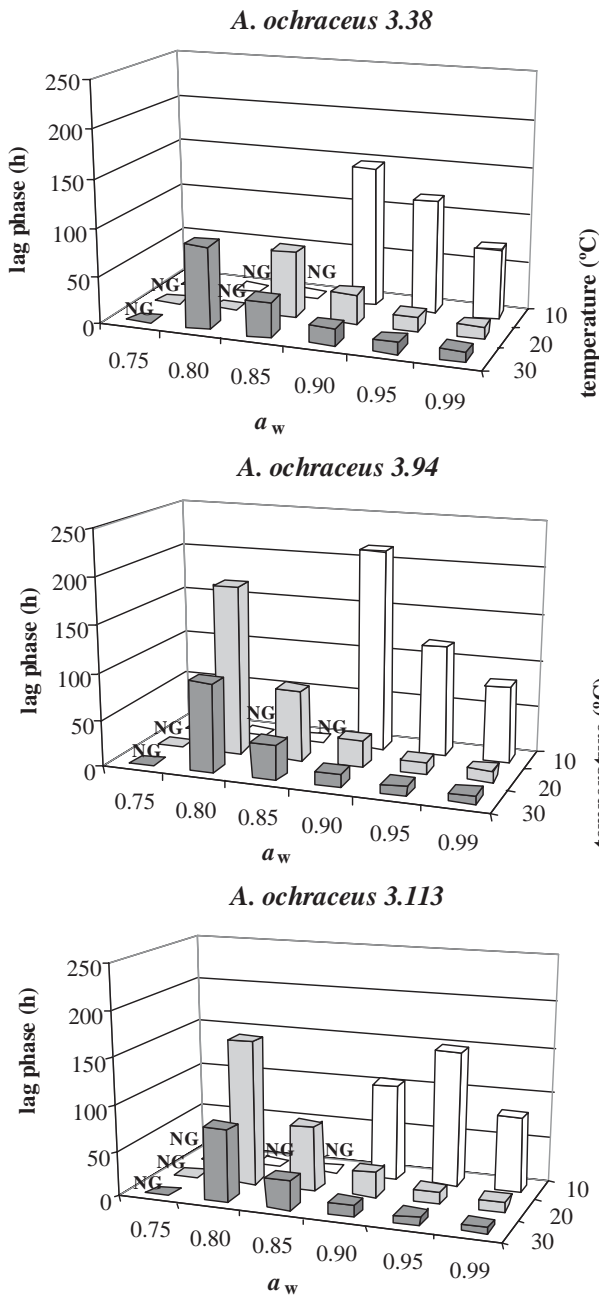 A. ochraceus 3.38
250
200
150
100
50
0
lag phase (h)
NG
NG
NG
NG
NG
0.75
0.80
0.85
0.90
0.95
0.99
a w
10
20
30
temperature (ºC)
A. ochraceus 3.94
250
200
150
100
50
0
lag phase (h)
NG
NG
NG
NG
0.75
0.80
0.85
0.90
0.95
0.99
a w
10
20
30
A. ochraceus 3.113
250
200
150
100
50
0
lag phase (h)
NG
NG
NG
NG
NG
0.75
0.80
0.85
0.90
0.95
0.99
a w
10
20
30